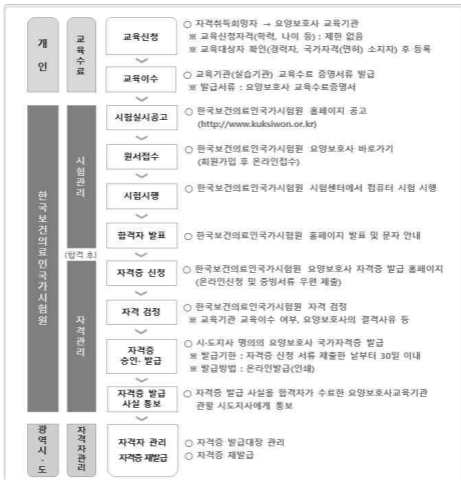 개인
교육수료
교육신청
○ 자격취득희망자 → 요양보호사 교육기관
※ 교육신청자격(학력, 나이 등) : 제한 없음
※ 교육대상자 확인(경력자, 국가자격(면허) 소지자) 후 등록
교육이수
○ 교육기관(실습기관) 교육수료 증명서류 발급
※ 발급서류 : 요양보호사 교육수료증명서
한국보건의료인국가시험원
시험관리
시험실시공고
○ 한국보건의료인국가시험원 홈페이지 공고
(http://www.kuksiwon.or.kr)
원서접수
○ 한국보건의료인국가시험원 요양보호사 바로가기
(회원가입 후 온라인접수)
시험시행
○ 한국보건의료인국가시험원 시험센터에서 컴퓨터 시험 시행
합격자 발표
○ 한국보건의료인국가시험원 홈페이지 발표 및 문자 안내
(합격 후)
자격관리
자격증 신청
○ 한국보건의료인국가시험원 요양보호사 자격증 발급 홈페이지
(온라인신청 및 증빙서류 우편 제출)
자격 검정
○ 한국보건의료인국가시험원 자격 검정
※ 교육기관 교육이수 여부, 요양보호사의 결격사유 등
자격증
승인·발급
○ 시·도지사 명의의 요양보호사 국가자격증 발급
※ 발급기한 : 자격증 신청 서류 제출한 날부터 30일 이내
※ 발급방법 : 온라인발급(인쇄)
자격증 발급
사실 통보
○ 자격증 발급 사실을 합격자가 수료한 요양보호사교육기관
관할 시도지사에게 통보
광역시·도
자격자관리
자격자 관리
자격증 재발급
○ 자격증 발급대장 관리
○ 자격증 재발급